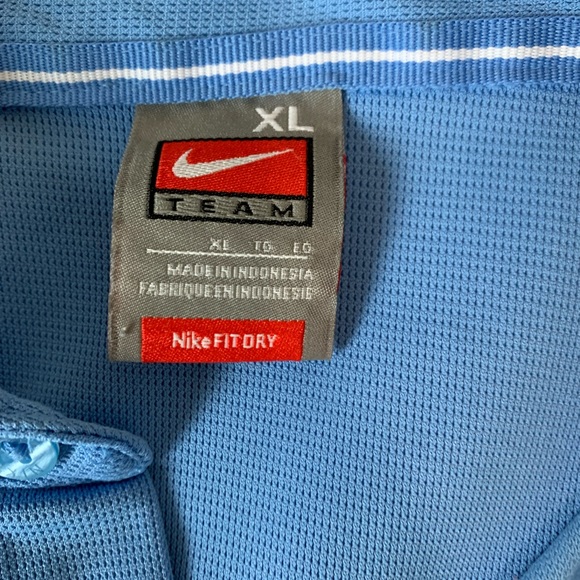 XL
TEAM
XL TG EG
MADE IN INDONESIA
FABRIQUE EN INDONESIE
Nike FIT DRY